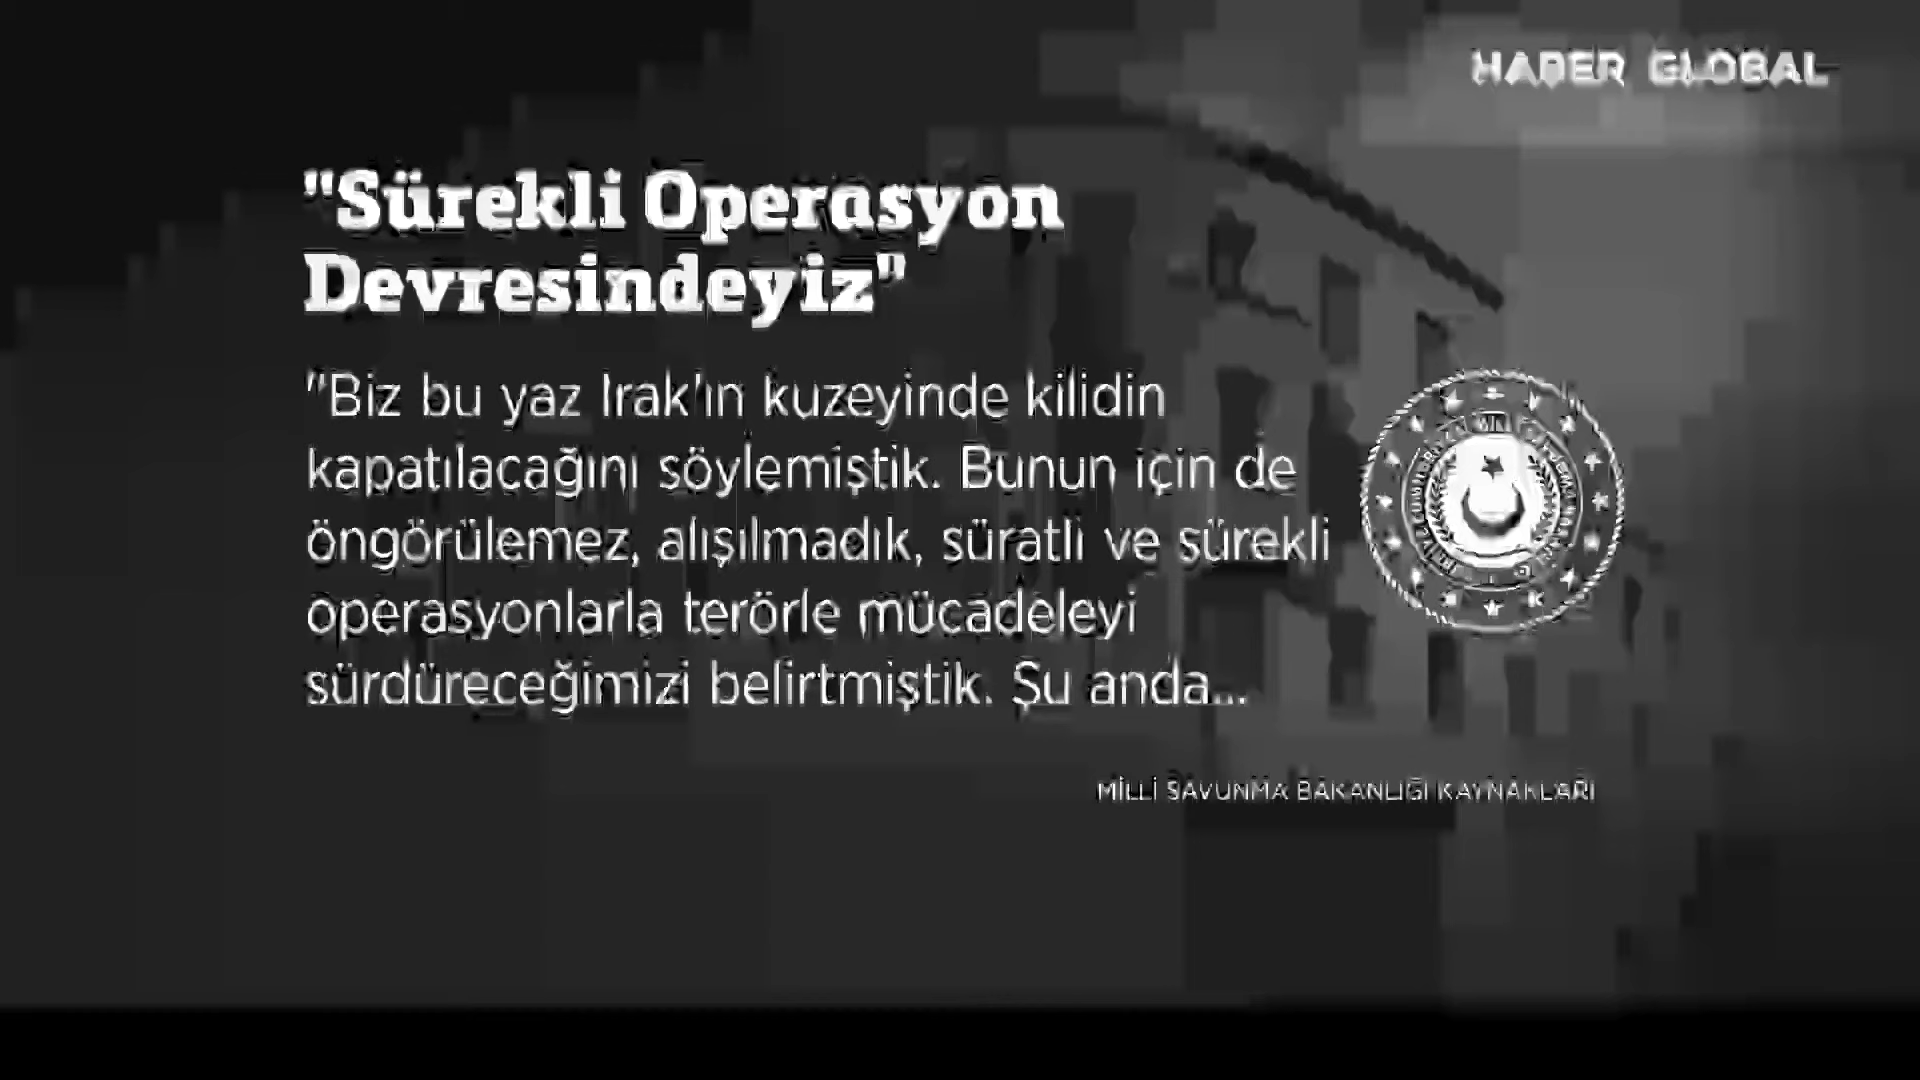 HABER GLOBAL
"Sürekli Operasyon
Devresindeyiz"
"Biz bu yaz Irak'ın kuzeyinde kilidin
kapatılacağını söylemiştik. Bunun için de
öngörülemez, alışılmadık, süratli ve sürekli
operasyonlarla terörle mücadeleyi
sürdüreceğimizi belirtmiştik. Şu anda...
MİLLİ SAVUNMA BAKANLIĞI KAYNAKLARI